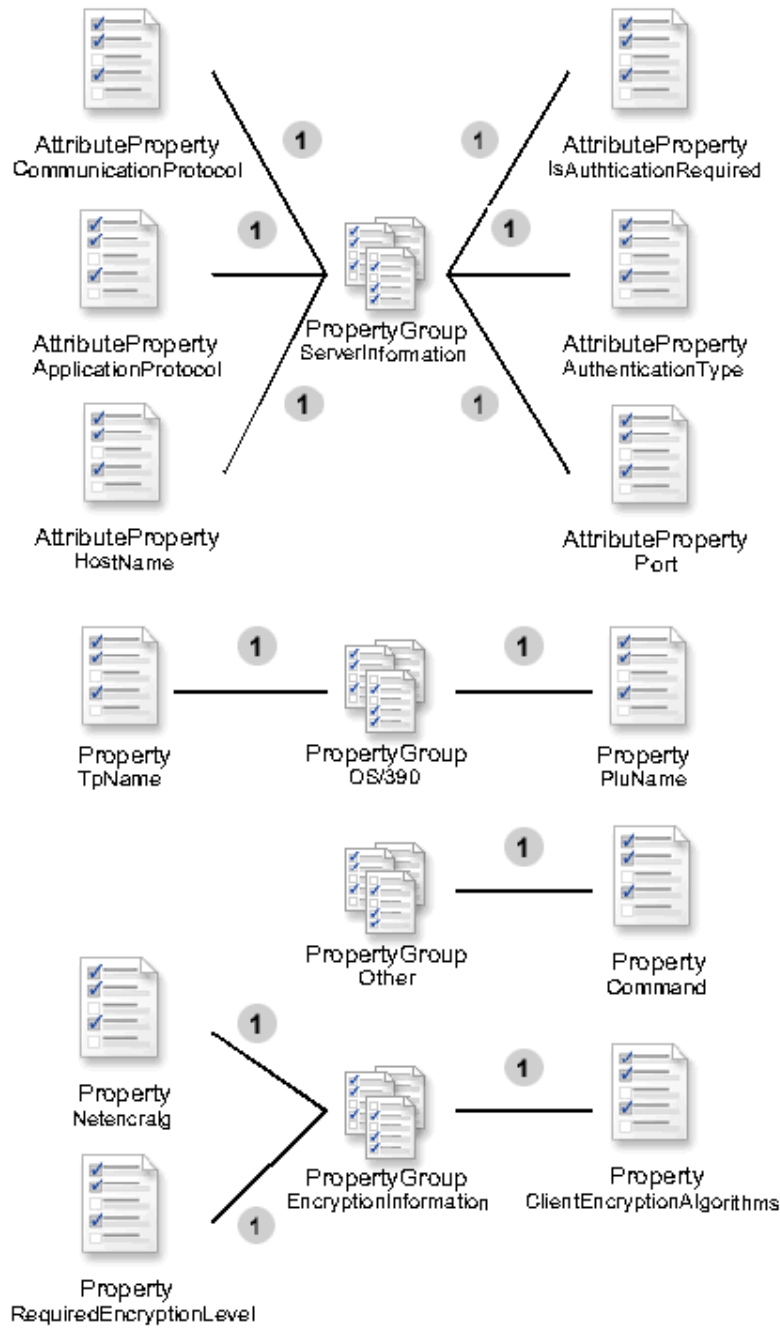 AttributeProperty
CommunicationProtocol
1
1
AttributeProperty
IsAuthticationRequired
AttributeProperty
ApplicationProtocol
1
PropertyGroup
ServerInformation
1
AttributeProperty
AuthenticationType
AttributeProperty
HostName
1
1
AttributeProperty
Port
Property
TpName
1
PropertyGroup
OS/390
1
Property
PluName
PropertyGroup
Other
1
Property
Command
Property
Netencralg
1
PropertyGroup
EncryptionInformation
1
Property
ClientEncryptionAlgorithms
1
Property
RequiredEncryptionLevel